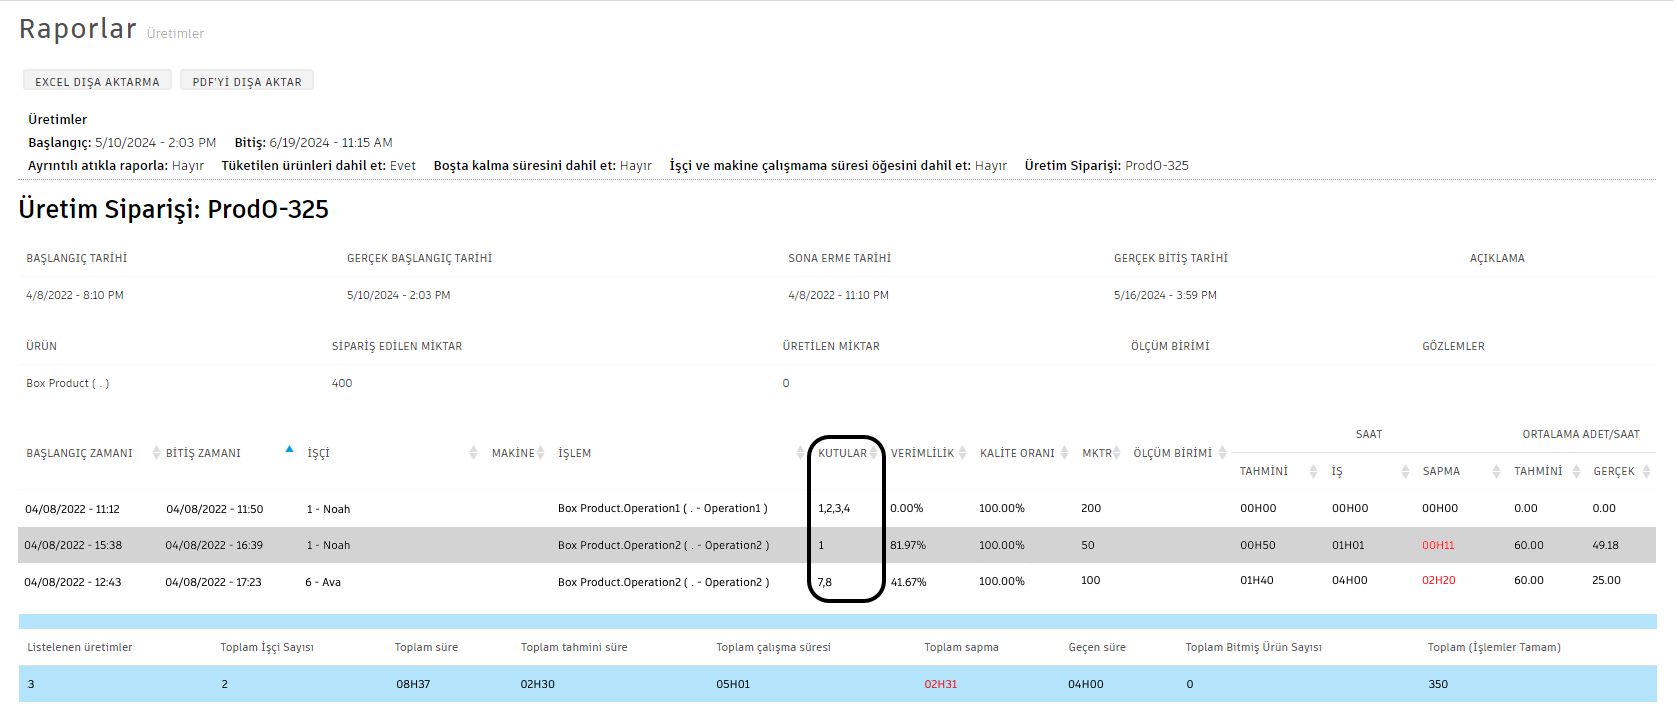 Raporlar Üretimler
EXCEL DIŞA AKTARMA PDF'Yİ DIŞA AKTAR
Üretimler
Başlangıç: 5/10/2024 - 2:03 PM Bitiş: 6/19/2024 - 11:15 AM
Ayrıntılı atıkla raporla: Hayır Tüketilen ürünleri dahil et: Evet Boşta kalma süresini dahil et: Hayır İşçi ve makine çalışmama süresi öğesini dahil et: Hayır Üretim Siparişi: ProdO-325
Üretim Siparişi: ProdO-325
BAŞLANGIÇ TARİHİ GERÇEK BAŞLANGIÇ TARİHİ SONA ERME TARİHİ GERÇEK BİTİŞ TARİHİ AÇIKLAMA
4/8/2022 - 8:10 PM 5/10/2024 - 2:03 PM 4/8/2022 - 11:10 PM 5/16/2024 - 3:59 PM
ÜRÜN SİPARİŞ EDİLEN MİKTAR ÜRETİLEN MİKTAR ÖLÇÜM BİRİMİ GÖZLEMLER
Box Product ( . ) 400 0
SAAT ORTALAMA ADET/SAAT
BAŞLANGIÇ ZAMANI BİTİŞ ZAMANI İŞÇİ MAKİNE İŞLEM KUTULAR VERİMLİLİK KALİTE ORANI MKTR ÖLÇÜM BİRİMİ
TAHMİNİ İŞ SAPMA TAHMİNİ GERÇEK
04/08/2022 - 11:12 04/08/2022 - 11:50 1 - Noah Box Product.Operation1 ( . - Operation1 ) 1,2,3,4 0.00% 100.00% 200 00H00 00H00 00H00 0.00 0.00
04/08/2022 - 15:38 04/08/2022 - 16:39 1 - Noah Box Product.Operation2 ( . - Operation2 ) 1 81.97% 100.00% 50 00H50 01H01 00H11 60.00 49.18
04/08/2022 - 12:43 04/08/2022 - 17:23 6 - Ava Box Product.Operation2 ( . - Operation2 ) 7,8 41.67% 100.00% 100 01H40 04H00 02H20 60.00 25.00
Listelenen üretimler Toplam İşçi Sayısı Toplam süre Toplam tahmini süre Toplam çalışma süresi Toplam sapma Geçen süre Toplam Bitmiş Ürün Sayısı Toplam (İşlemler Tamam)
3 2 08H37 02H30 05H01 02H31 04H00 0 350